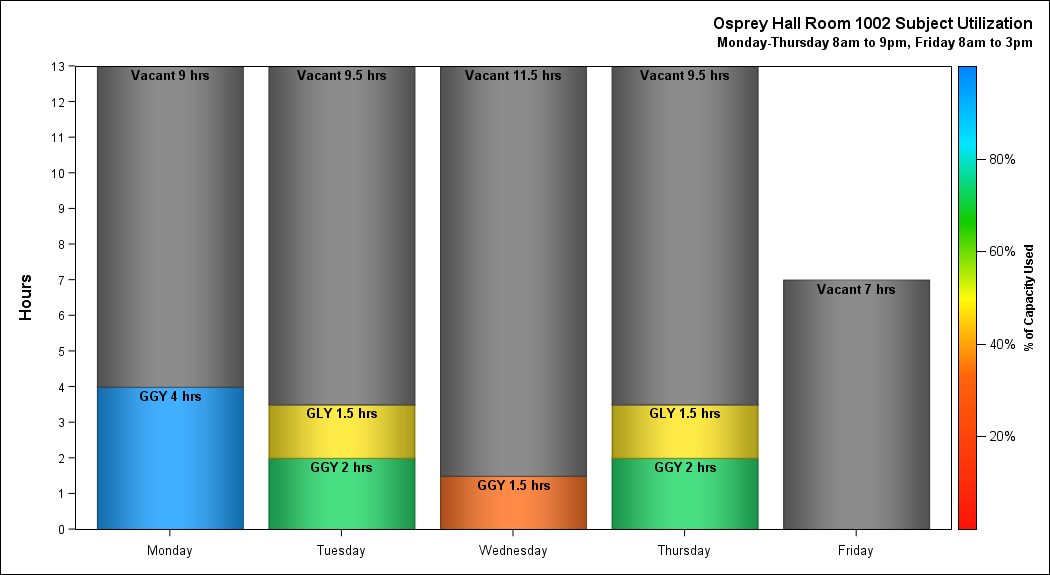 Osprey Hall Room 1002 Subject Utilization
Monday-Thursday 8am to 9pm, Friday 8am to 3pm
Hours
13
12
11
10
9
8
7
6
5
4
3
2
1
0
Vacant 9 hrs
GGY 4 hrs
Vacant 9.5 hrs
GLY 1.5 hrs
GGY 2 hrs
Vacant 11.5 hrs
GGY 1.5 hrs
Vacant 9.5 hrs
GLY 1.5 hrs
GGY 2 hrs
Vacant 7 hrs
Monday
Tuesday
Wednesday
Thursday
Friday
80%
60%
40%
20%
% of Capacity Used